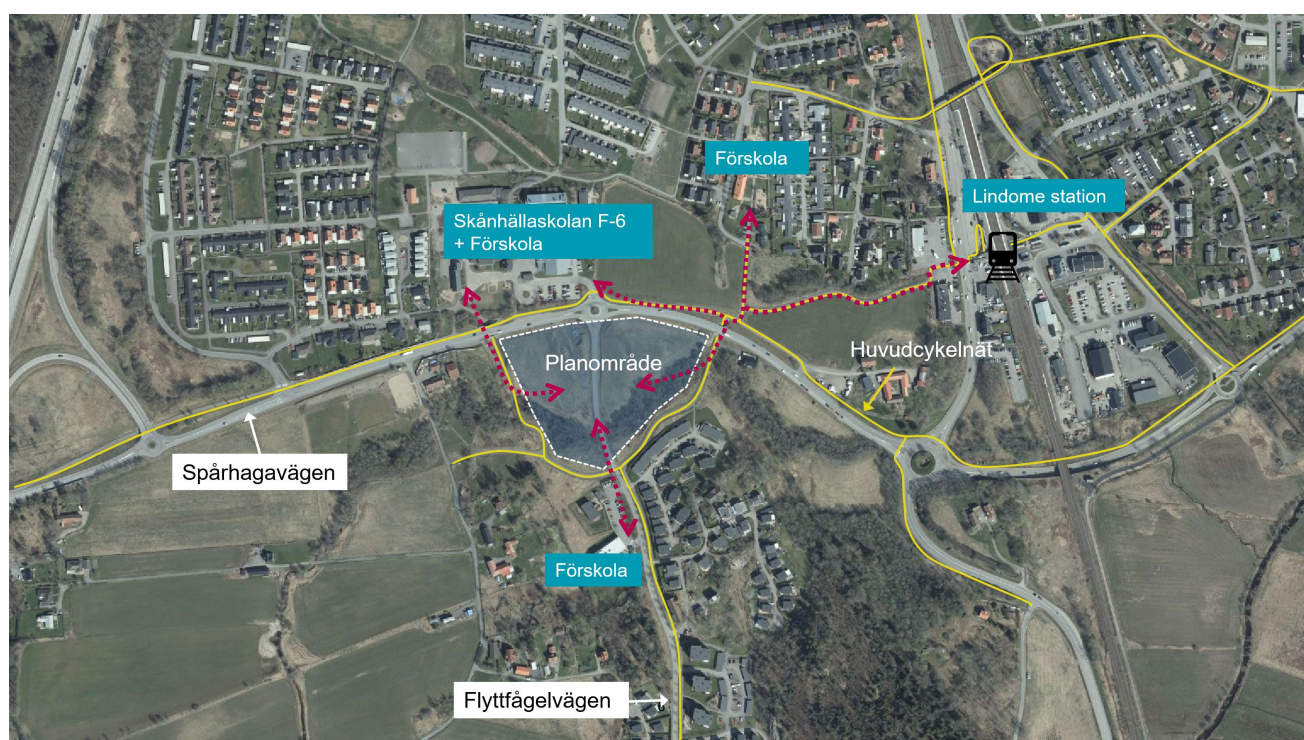 Förskola
Lindome station
Skånhällaskolan F-6
+ Förskola
Planområde
Huvudcykelnät
Spårhagavägen
Förskola
Flyttfågelvägen